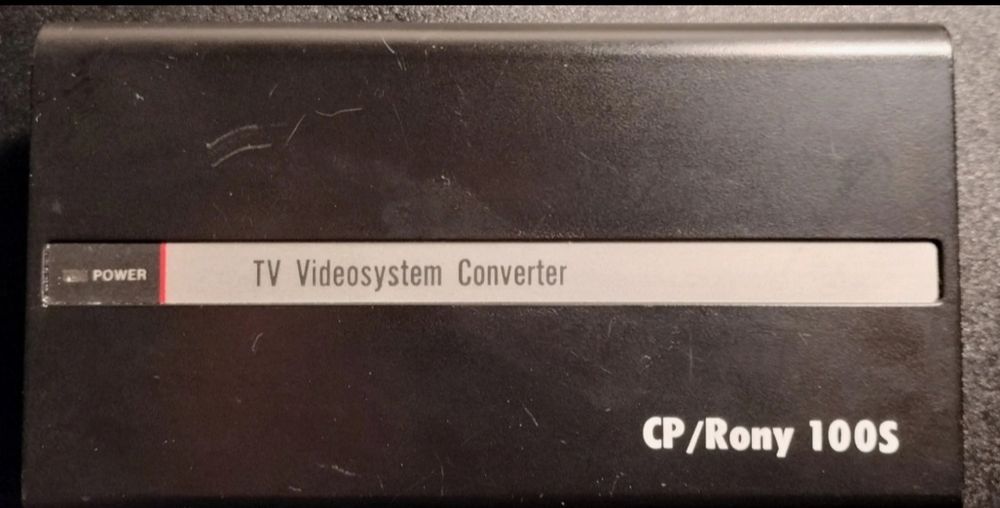 POWER TV Videosystem Converter
CP/Rony 100S